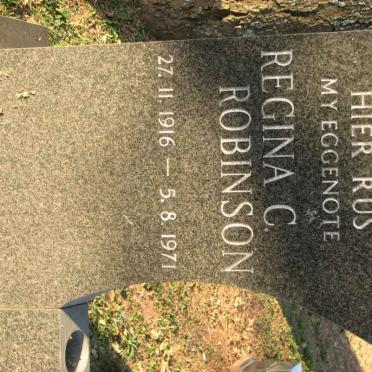 HIER RUS
MY EGGENOTE
REGINA C
ROBINSON
27. 11. 1916 — 5. 8. 1971